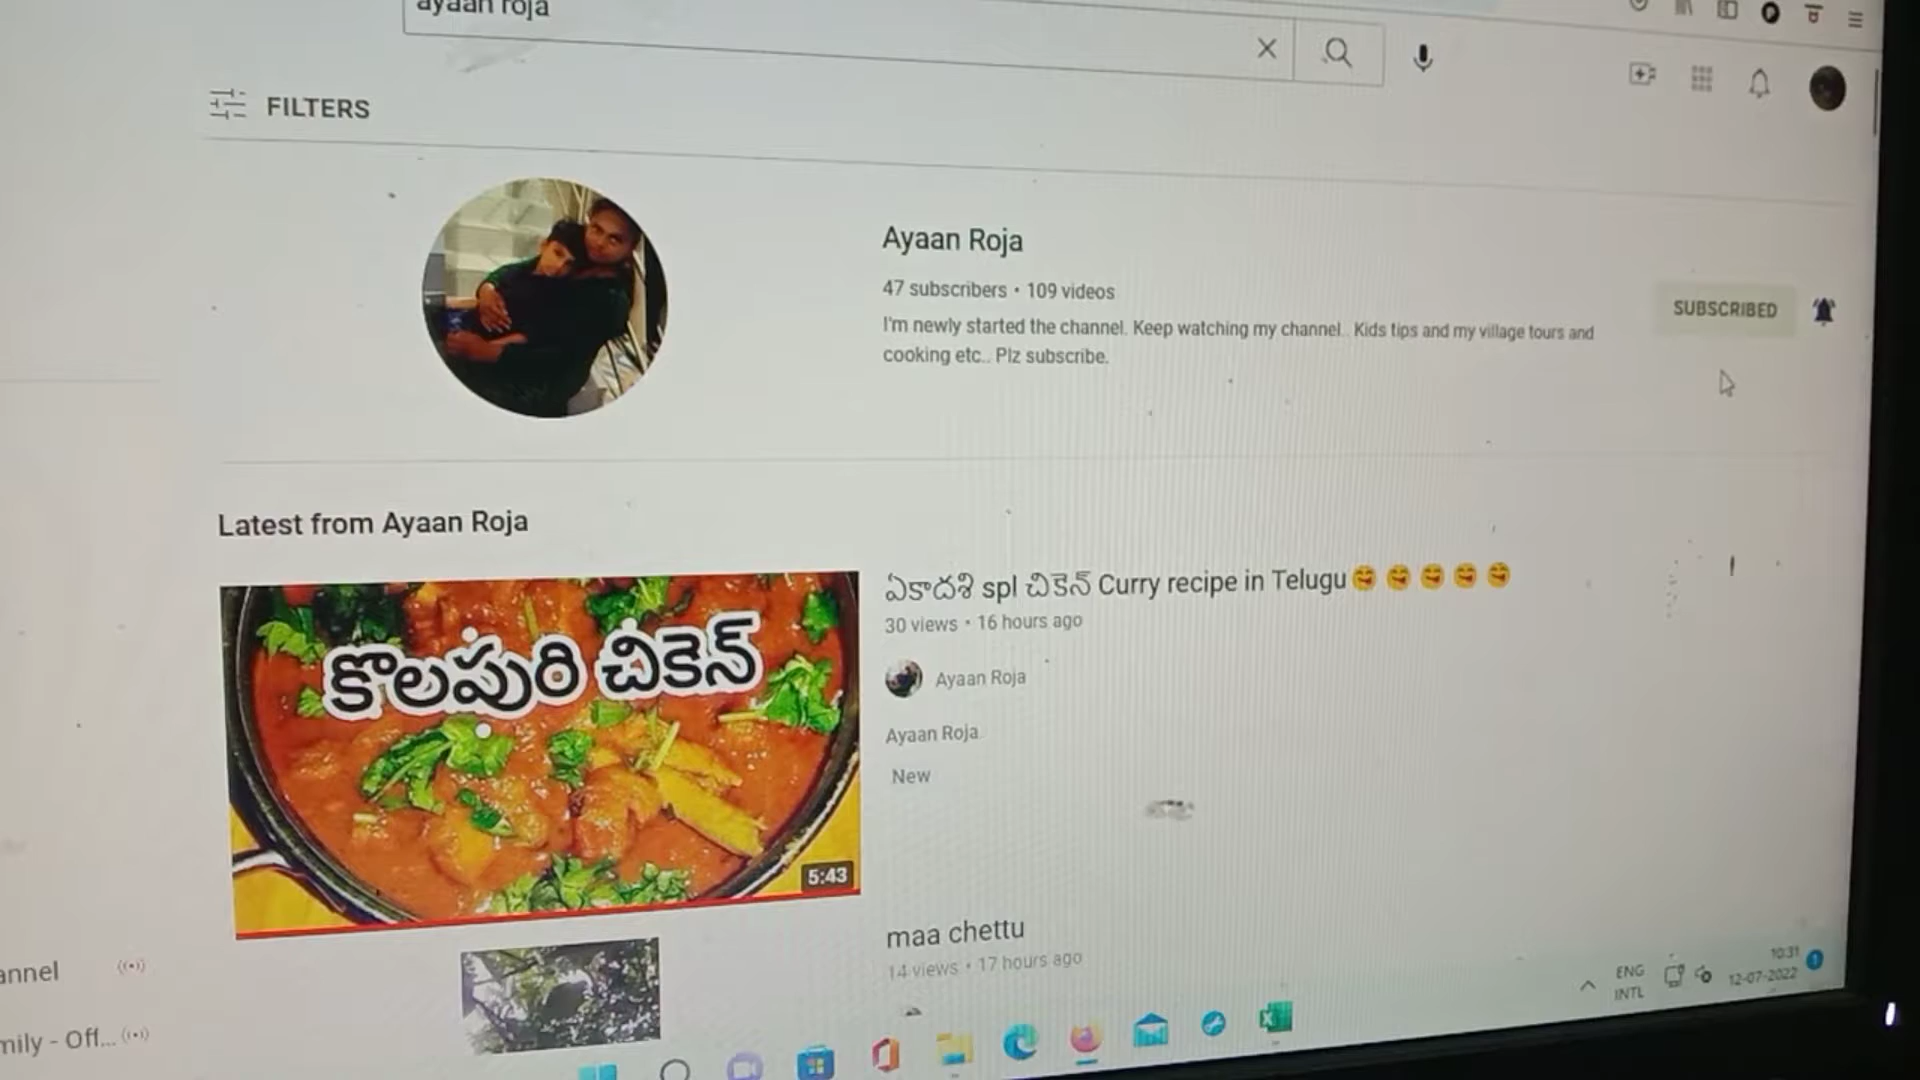 ayaan roja
FILTERS
Ayaan Roja
47 subscribers • 109 videos
I'm newly started the channel. Keep watching my channel.. Kids tips and my village tours and
cooking etc.. Plz subscribe.
SUBSCRIBED
Latest from Ayaan Roja
కొలపురి చికెన్
5:43
ఏకాదశి spl చికెన్ Curry recipe in Telugu😋 😋 😋 😋 😋
30 views • 16 hours ago
Ayaan Roja
Ayaan Roja
New
maa chettu
14 views • 17 hours ago
annel
mily - Off...
ENG
INTL
10:31
12-07-2022
1